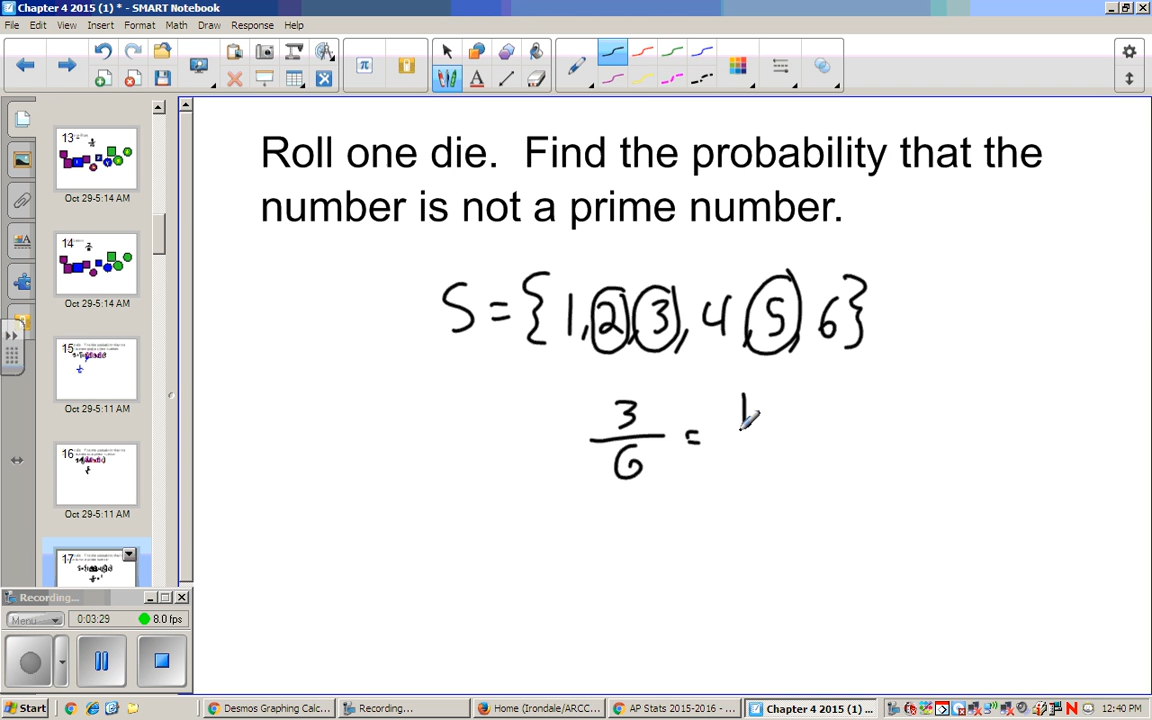 Chapter 4 2015 (1) * - SMART Notebook
File Edit View Insert Format Math Draw Response Help
13
Oct 29-5:14 AM
14
Oct 29-5:14 AM
15
Oct 29-5:11 AM
16
Oct 29-5:11 AM
17
Roll one die. Find the probability that the
number is not a prime number.
S = { 1, 2, 3, 4, 5, 6 }
3
6
=
Recording...
Menu 0:03:29 8.0 fps
Start Desmos Graphing Calc... Recording... Home (Irondale/ARCC... AP Stats 2015-2016 - ... Chapter 4 2015 (1) ... 12:40 PM